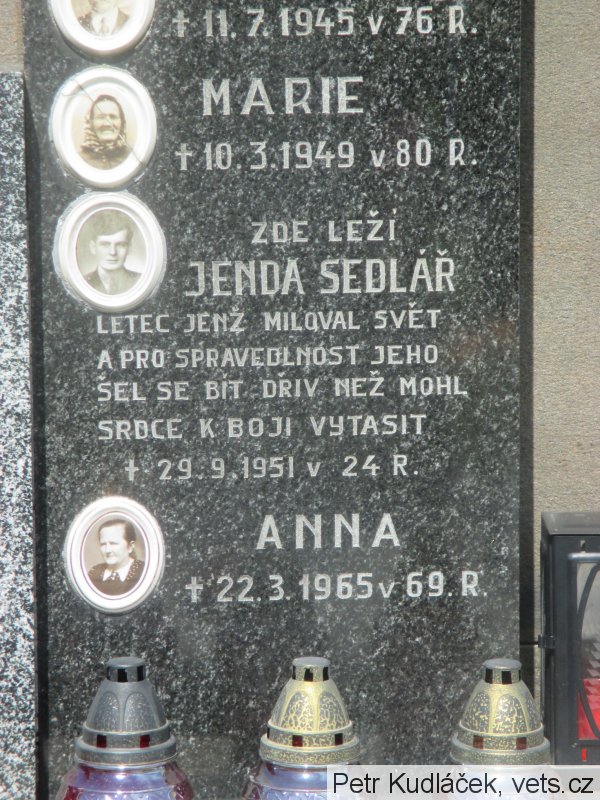 ✝ 11. 7. 1945 v 76 R.
MARIE
✝ 10. 3. 1949 v 80 R.
ZDE LEŽÍ
JENDA SEDLÁŘ
LETEC JENŽ MILOVAL SVĚT
A PRO SPRAVEDLNOST JEHO
ŠEL SE BÍT DŘÍV NEŽ MOHL
SRDCE K BOJI VYTASIT
✝ 29. 9. 1951 v 24 R.
ANNA
✝ 22. 3. 1965 v 69. R.
Petr Kudláček, vets.cz